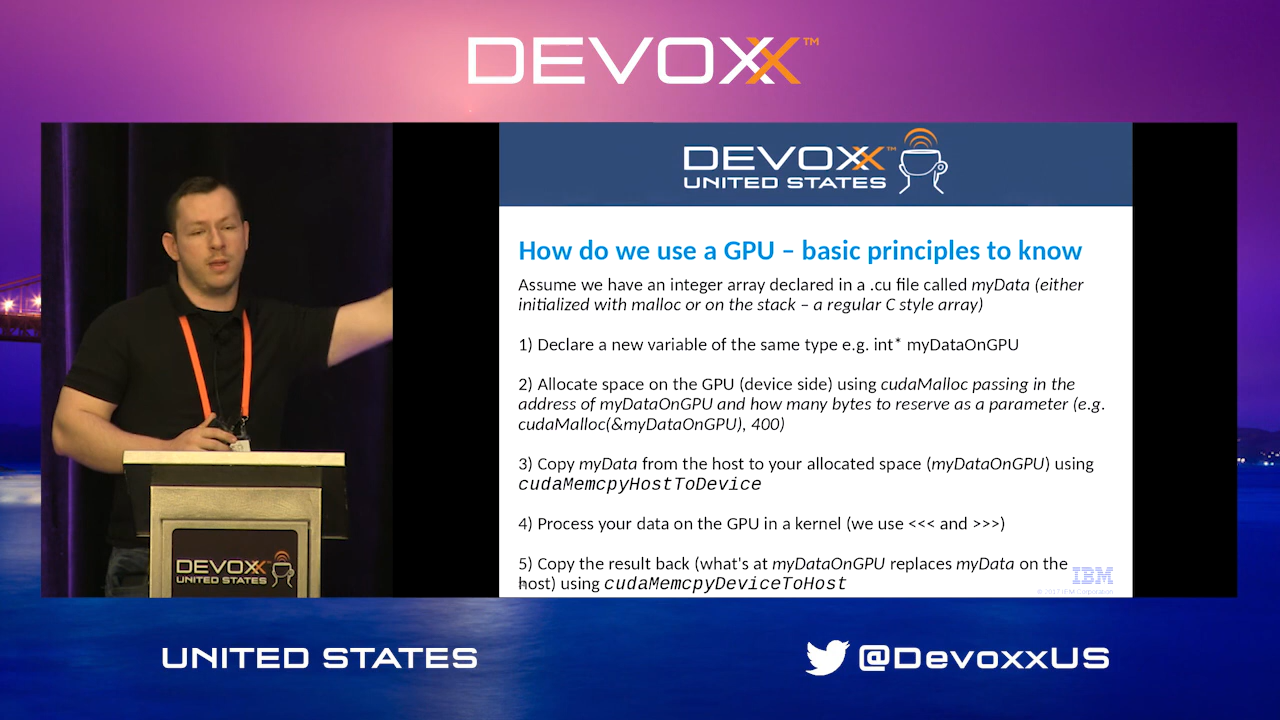 DEVOXX™
DEVOXX™
UNITED STATES
How do we use a GPU – basic principles to know
Assume we have an integer array declared in a .cu file called myData (either
initialized with malloc or on the stack – a regular C style array)
1) Declare a new variable of the same type e.g. int* myDataOnGPU
2) Allocate space on the GPU (device side) using cudaMalloc passing in the
address of myDataOnGPU and how many bytes to reserve as a parameter (e.g.
cudaMalloc(&myDataOnGPU), 400)
3) Copy myData from the host to your allocated space (myDataOnGPU) using
cudaMemcpyHostToDevice
4) Process your data on the GPU in a kernel (we use <<< and >>>)
5) Copy the result back (what's at myDataOnGPU replaces myData on the
host) using cudaMemcpyDeviceToHost
IBM
© 2017 IBM Corporation
DEVOXX™
UNITED STATES
UNITED STATES
@DevoxxUS